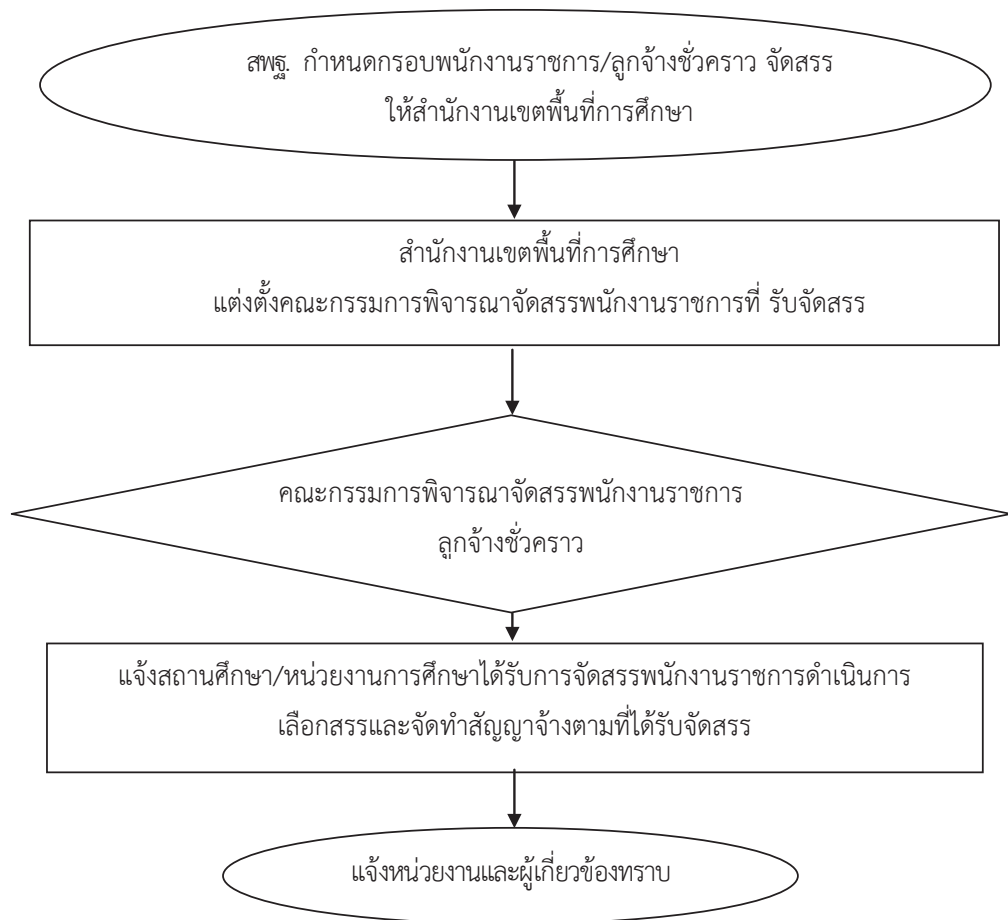 สพฐ. กำหนดกรอบพนักงานราชการ/ลูกจ้างชั่วคราว จัดสรร
ให้สำนักงานเขตพื้นที่การศึกษา
สำนักงานเขตพื้นที่การศึกษา
แต่งตั้งคณะกรรมการพิจารณาจัดสรรพนักงานราชการที่ รับจัดสรร
คณะกรรมการพิจารณาจัดสรรพนักงานราชการ
ลูกจ้างชั่วคราว
แจ้งสถานศึกษา/หน่วยงานการศึกษาได้รับการจัดสรรพนักงานราชการดำเนินการ
เลือกสรรและจัดทำสัญญาจ้างตามที่ได้รับจัดสรร
แจ้งหน่วยงานและผู้เกี่ยวข้องทราบ